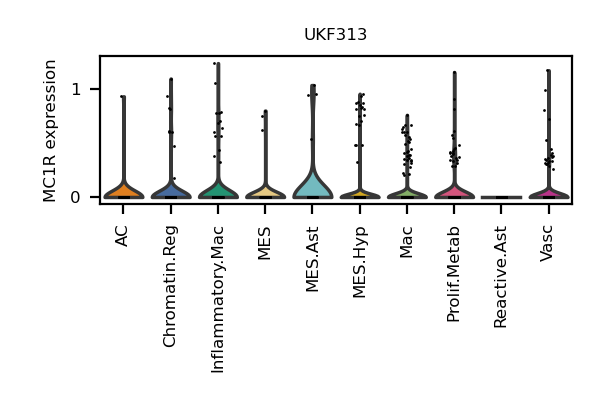 UKF313
MC1R expression
1
0
AC
Chromatin.Reg
Inflammatory.Mac
MES
MES.Ast
MES.Hyp
Mac
Prolif.Metab
Reactive.Ast
Vasc